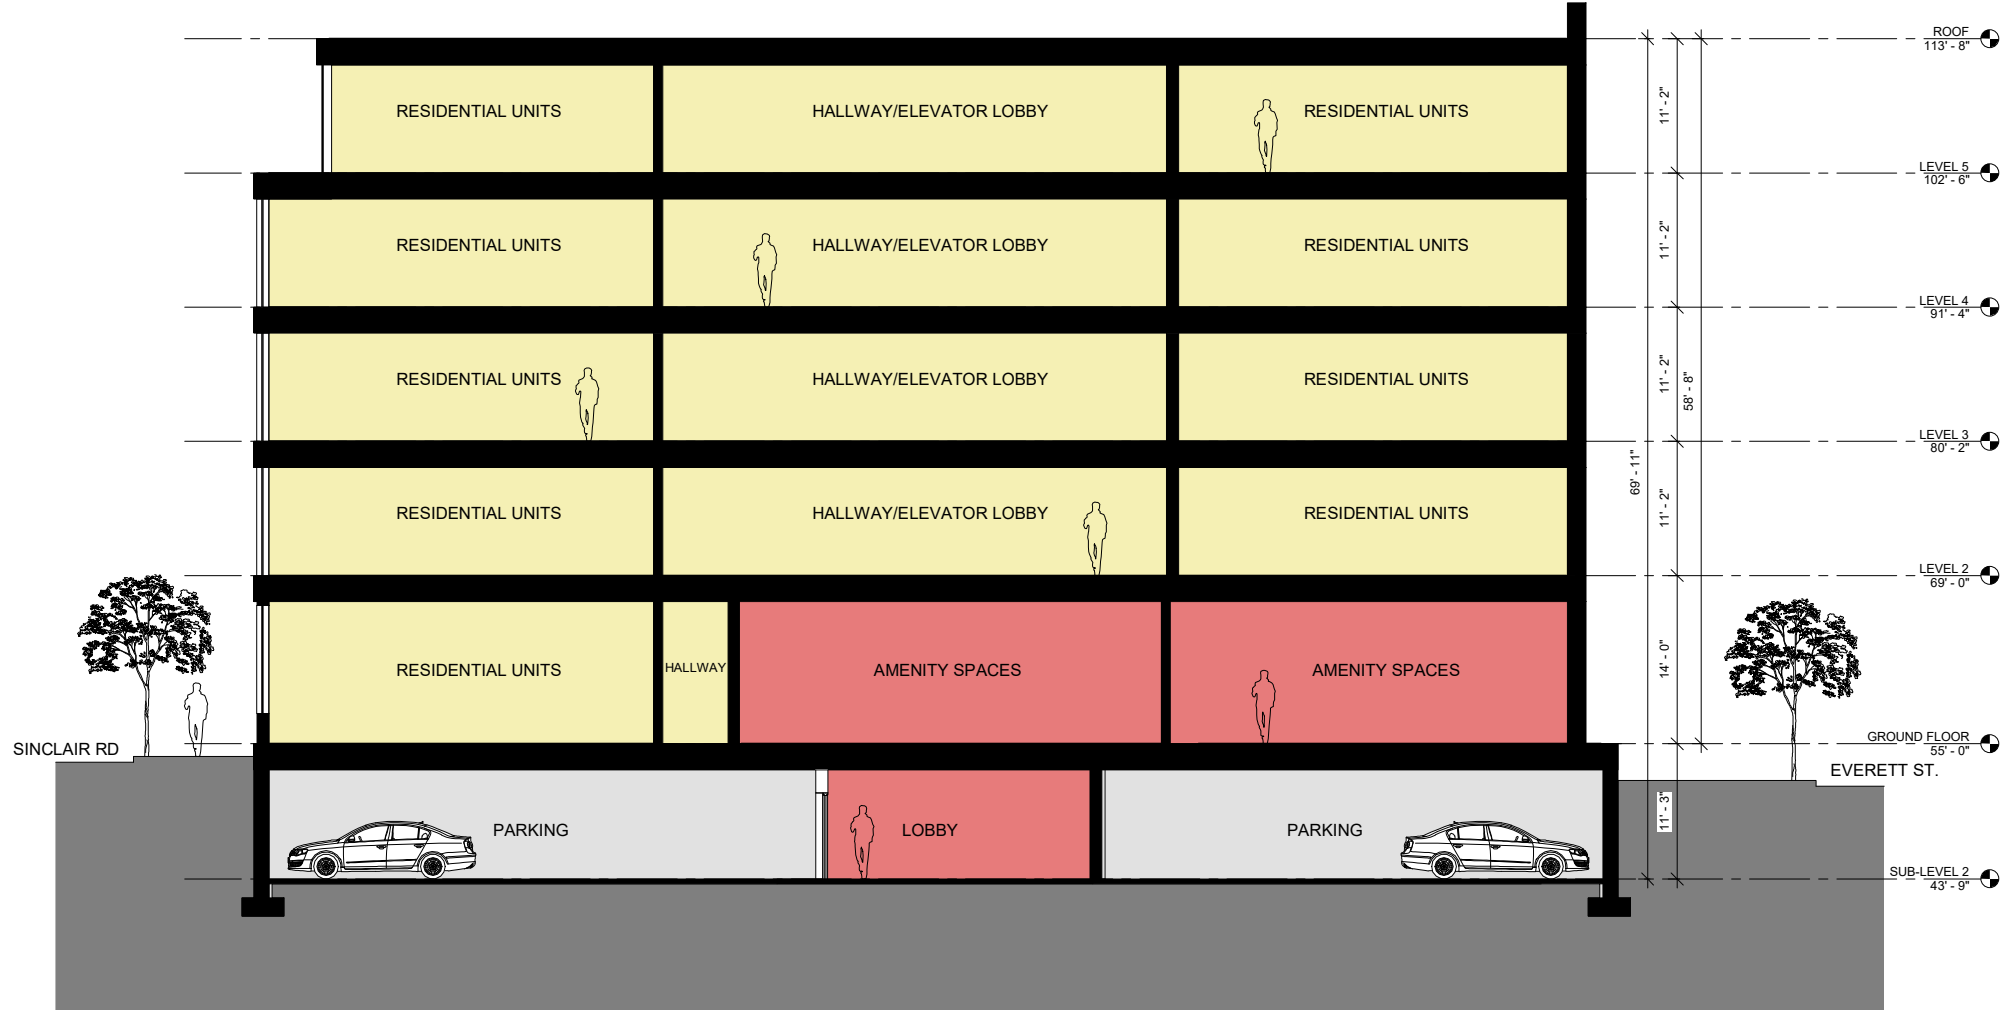 ROOF
113' - 8"
RESIDENTIAL UNITS
HALLWAY/ELEVATOR LOBBY
RESIDENTIAL UNITS
11' - 2"
LEVEL 5
102' - 6"
RESIDENTIAL UNITS
HALLWAY/ELEVATOR LOBBY
RESIDENTIAL UNITS
11' - 2"
LEVEL 4
91' - 4"
RESIDENTIAL UNITS
HALLWAY/ELEVATOR LOBBY
RESIDENTIAL UNITS
11' - 2"
58' - 8"
LEVEL 3
80' - 2"
69' - 11"
RESIDENTIAL UNITS
HALLWAY/ELEVATOR LOBBY
RESIDENTIAL UNITS
11' - 2"
LEVEL 2
69' - 0"
RESIDENTIAL UNITS
HALLWAY
AMENITY SPACES
AMENITY SPACES
14' - 0"
GROUND FLOOR
55' - 0"
SINCLAIR RD
EVERETT ST.
PARKING
LOBBY
PARKING
11' - 3"
SUB-LEVEL 2
43' - 9"